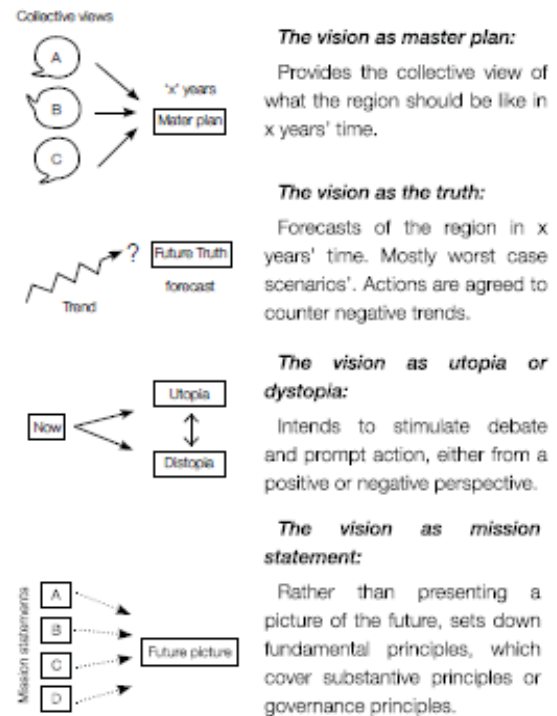 Collective views
A
B
C
'x' years
Mater plan
The vision as master plan:
Provides the collective view of
what the region should be like in
x years' time.
?
Future Truth
forecast
Trend
The vision as the truth:
Forecasts of the region in x
years' time. Mostly worst case
scenarios'. Actions are agreed to
counter negative trends.
Now
Utopia
Distopia
The vision as utopia or
dystopia:
Intends to stimulate debate
and prompt action, either from a
positive or negative perspective.
Mission statements
A
B
C
D
Future picture
The vision as mission
statement:
Rather than presenting a
picture of the future, sets down
fundamental principles, which
cover substantive principles or
governance principles.